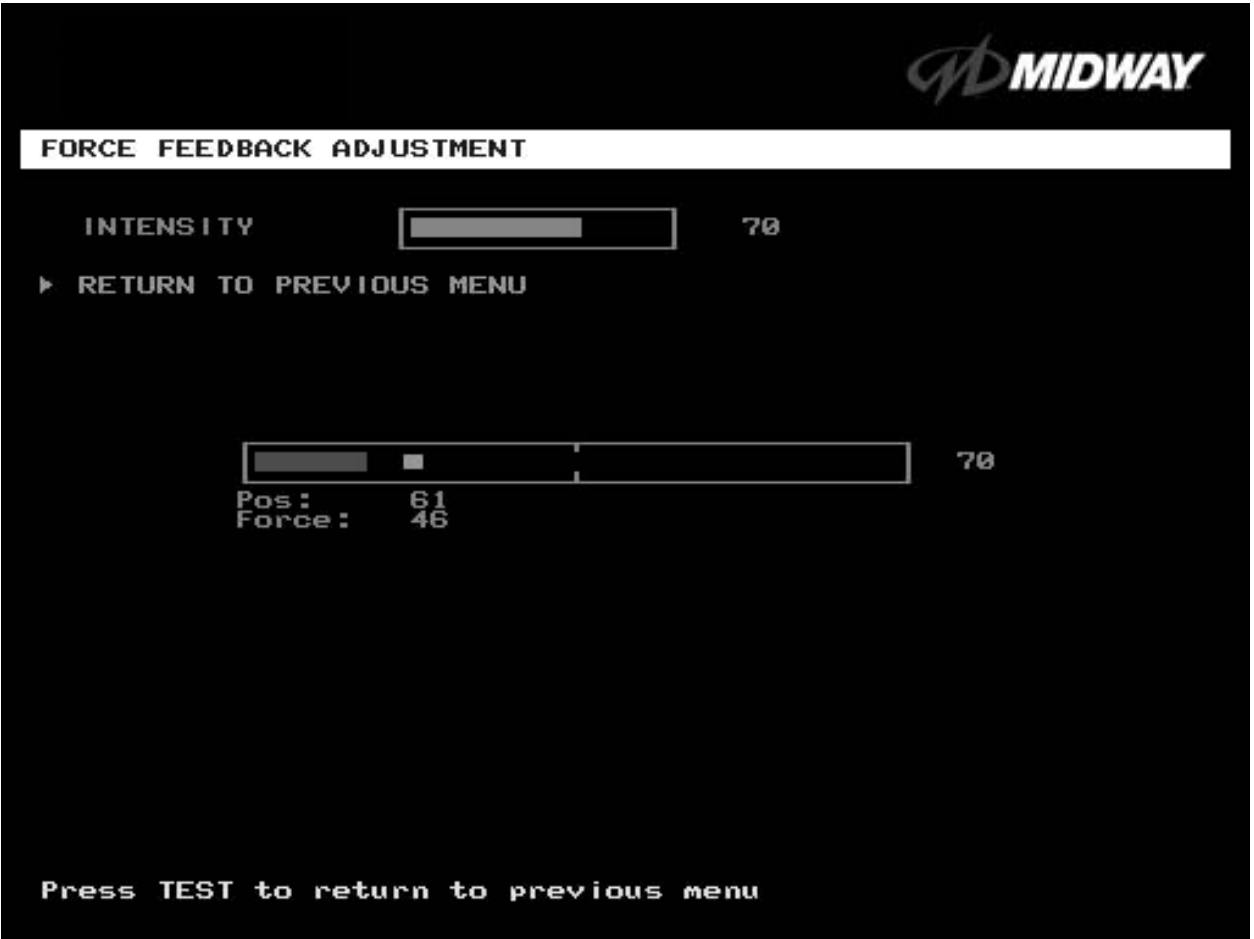 MIDWAY
FORCE FEEDBACK ADJUSTMENT
INTENSITY 70
RETURN TO PREVIOUS MENU
70
Pos: 61
Force: 46
Press TEST to return to previous menu